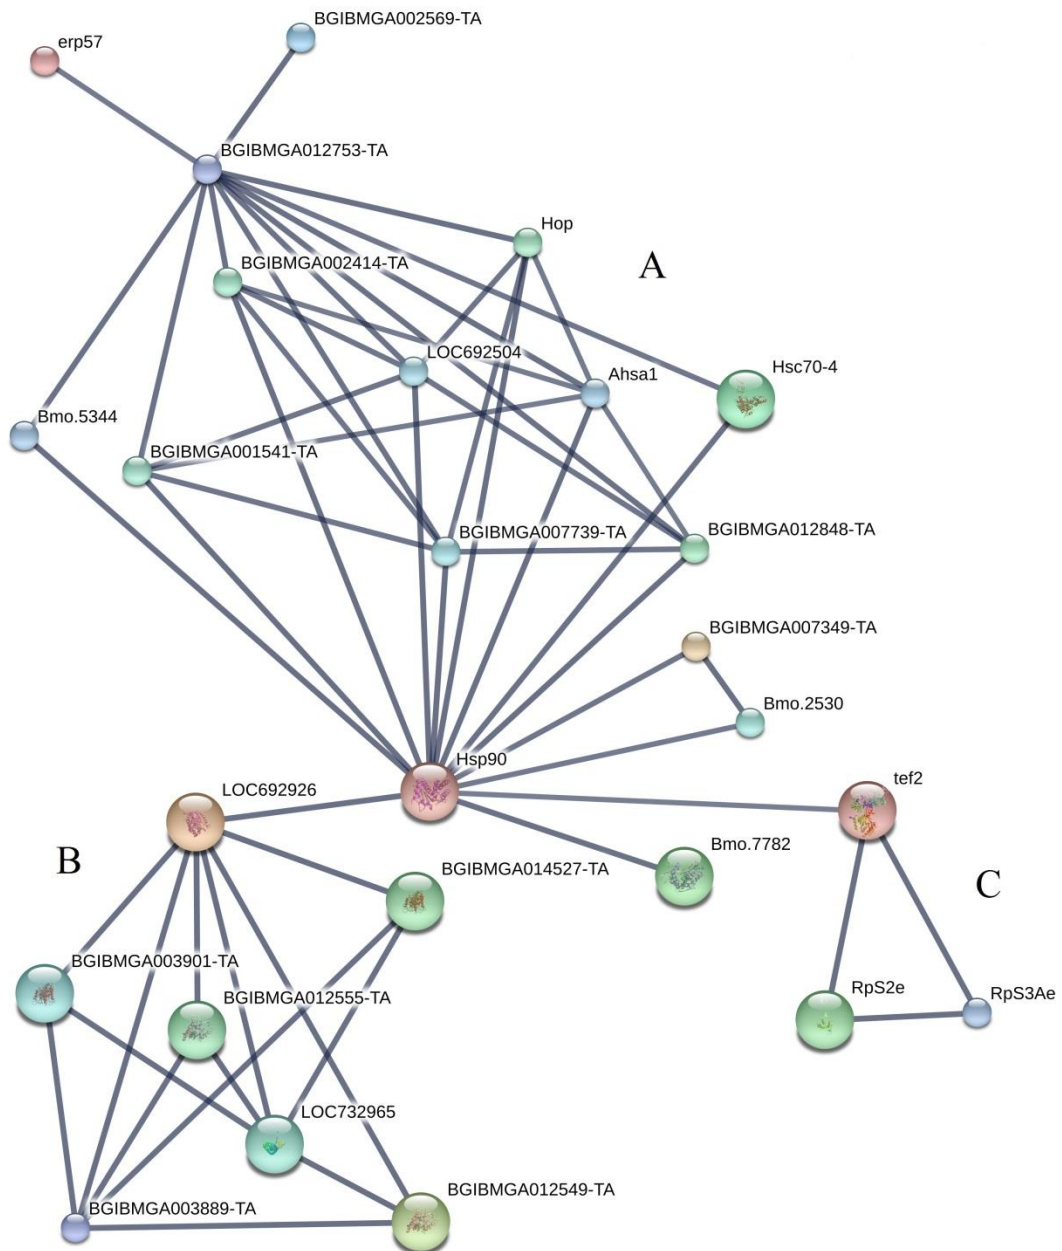 BGIBMGA002569-TA
erp57
BGIBMGA012753-TA
Hop
A
BGIBMGA002414-TA
LOC692504
Ahsa1
Hsc70-4
Bmo.5344
BGIBMGA001541-TA
BGIBMGA007739-TA
BGIBMGA012848-TA
BGIBMGA007349-TA
Bmo.2530
Hsp90
LOC692926
tef2
Bmo.7782
B
BGIBMGA014527-TA
C
BGIBMGA003901-TA
BGIBMGA012555-TA
RpS2e
RpS3Ae
LOC732965
BGIBMGA012549-TA
BGIBMGA003889-TA